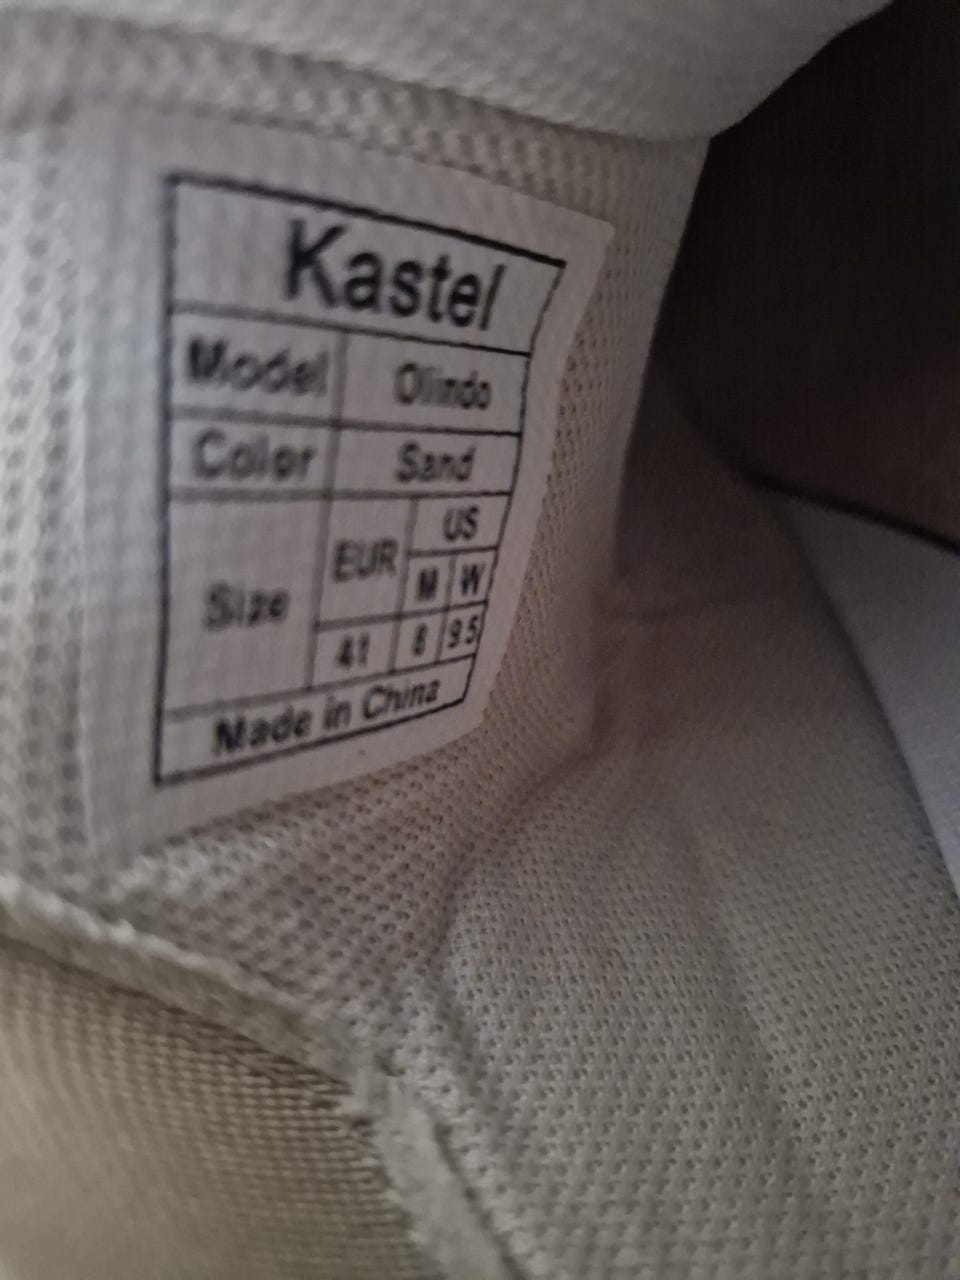 Kastel
Model Olindo
Color Sand
Size EUR US
M W
41 8 9.5
Made in China